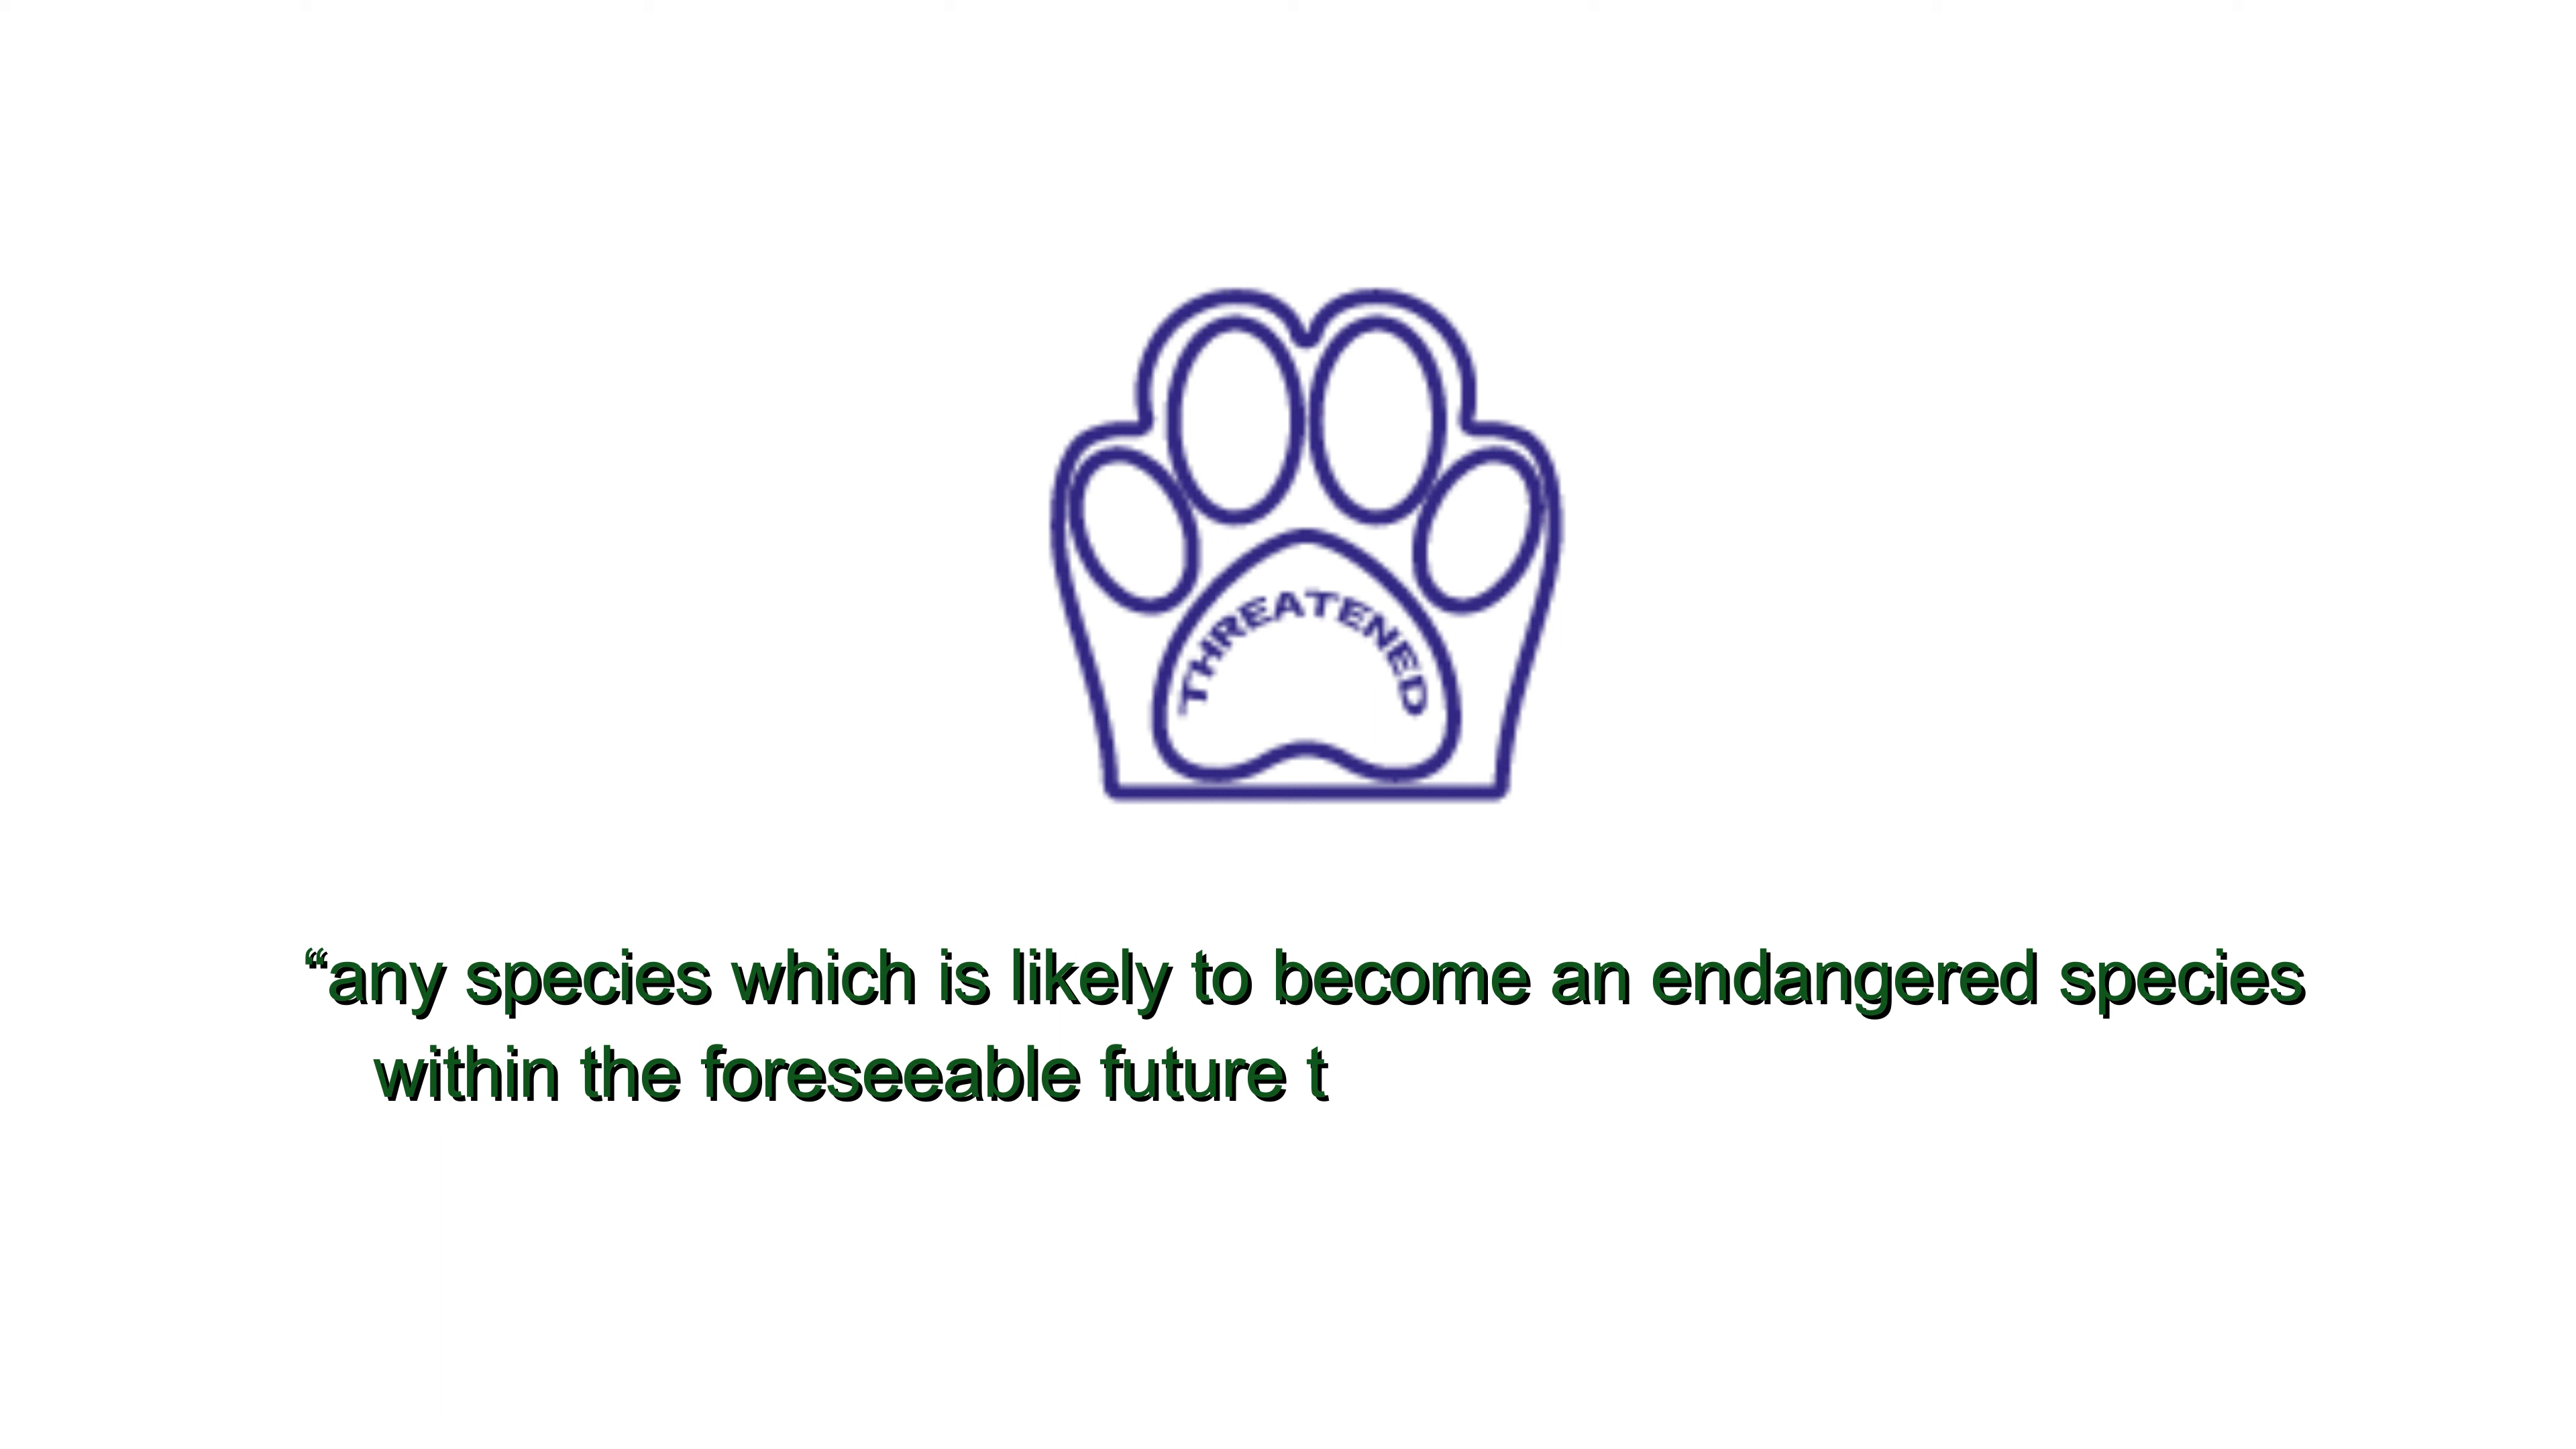 THREATENED
“any species which is likely to become an endangered species
within the foreseeable future t